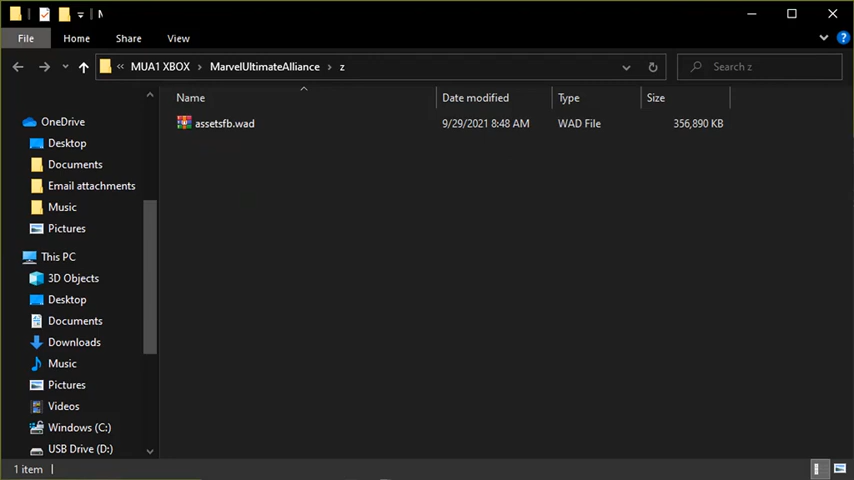 M
File Home Share View
« MUA1 XBOX > MarvelUltimateAlliance > z
Search z
Name Date modified Type Size
assetsfb.wad 9/29/2021 8:48 AM WAD File 356,890 KB
OneDrive
Desktop
Documents
Email attachments
Music
Pictures
This PC
3D Objects
Desktop
Documents
Downloads
Music
Pictures
Videos
Windows (C:)
USB Drive (D:)
1 item